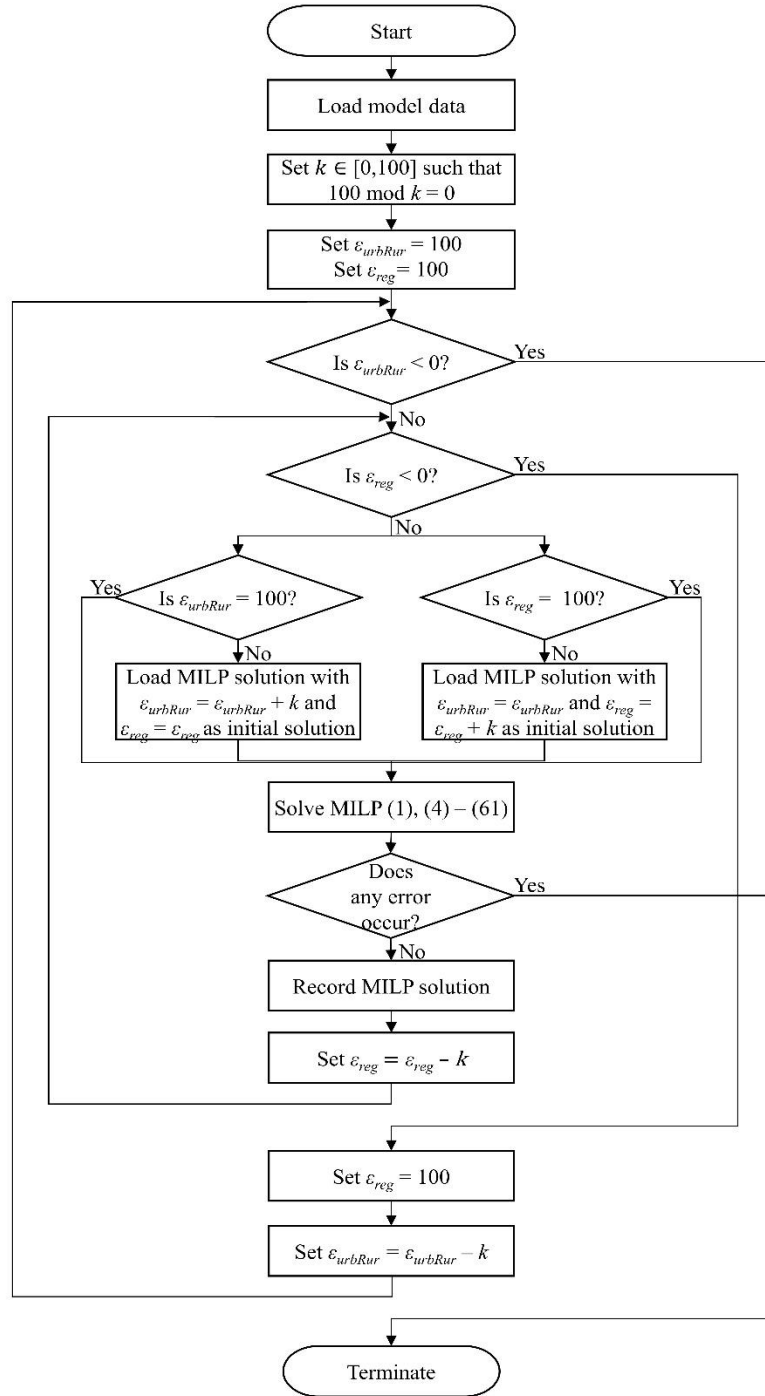 Start
Load model data
Set k ∈ [0,100] such that
100 mod k = 0
Set ε_urbRur = 100
Set ε_reg = 100
Is ε_urbRur < 0?
Yes
No
Is ε_reg < 0?
Yes
No
Yes
Is ε_urbRur = 100?
Is ε_reg = 100?
Yes
No
No
Load MILP solution with
ε_urbRur = ε_urbRur + k and
ε_reg = ε_reg as initial solution
Load MILP solution with
ε_urbRur = ε_urbRur and ε_reg =
ε_reg + k as initial solution
Solve MILP (1), (4) – (61)
Does
any error
occur?
Yes
No
Record MILP solution
Set ε_reg = ε_reg − k
Set ε_reg = 100
Set ε_urbRur = ε_urbRur – k
Terminate